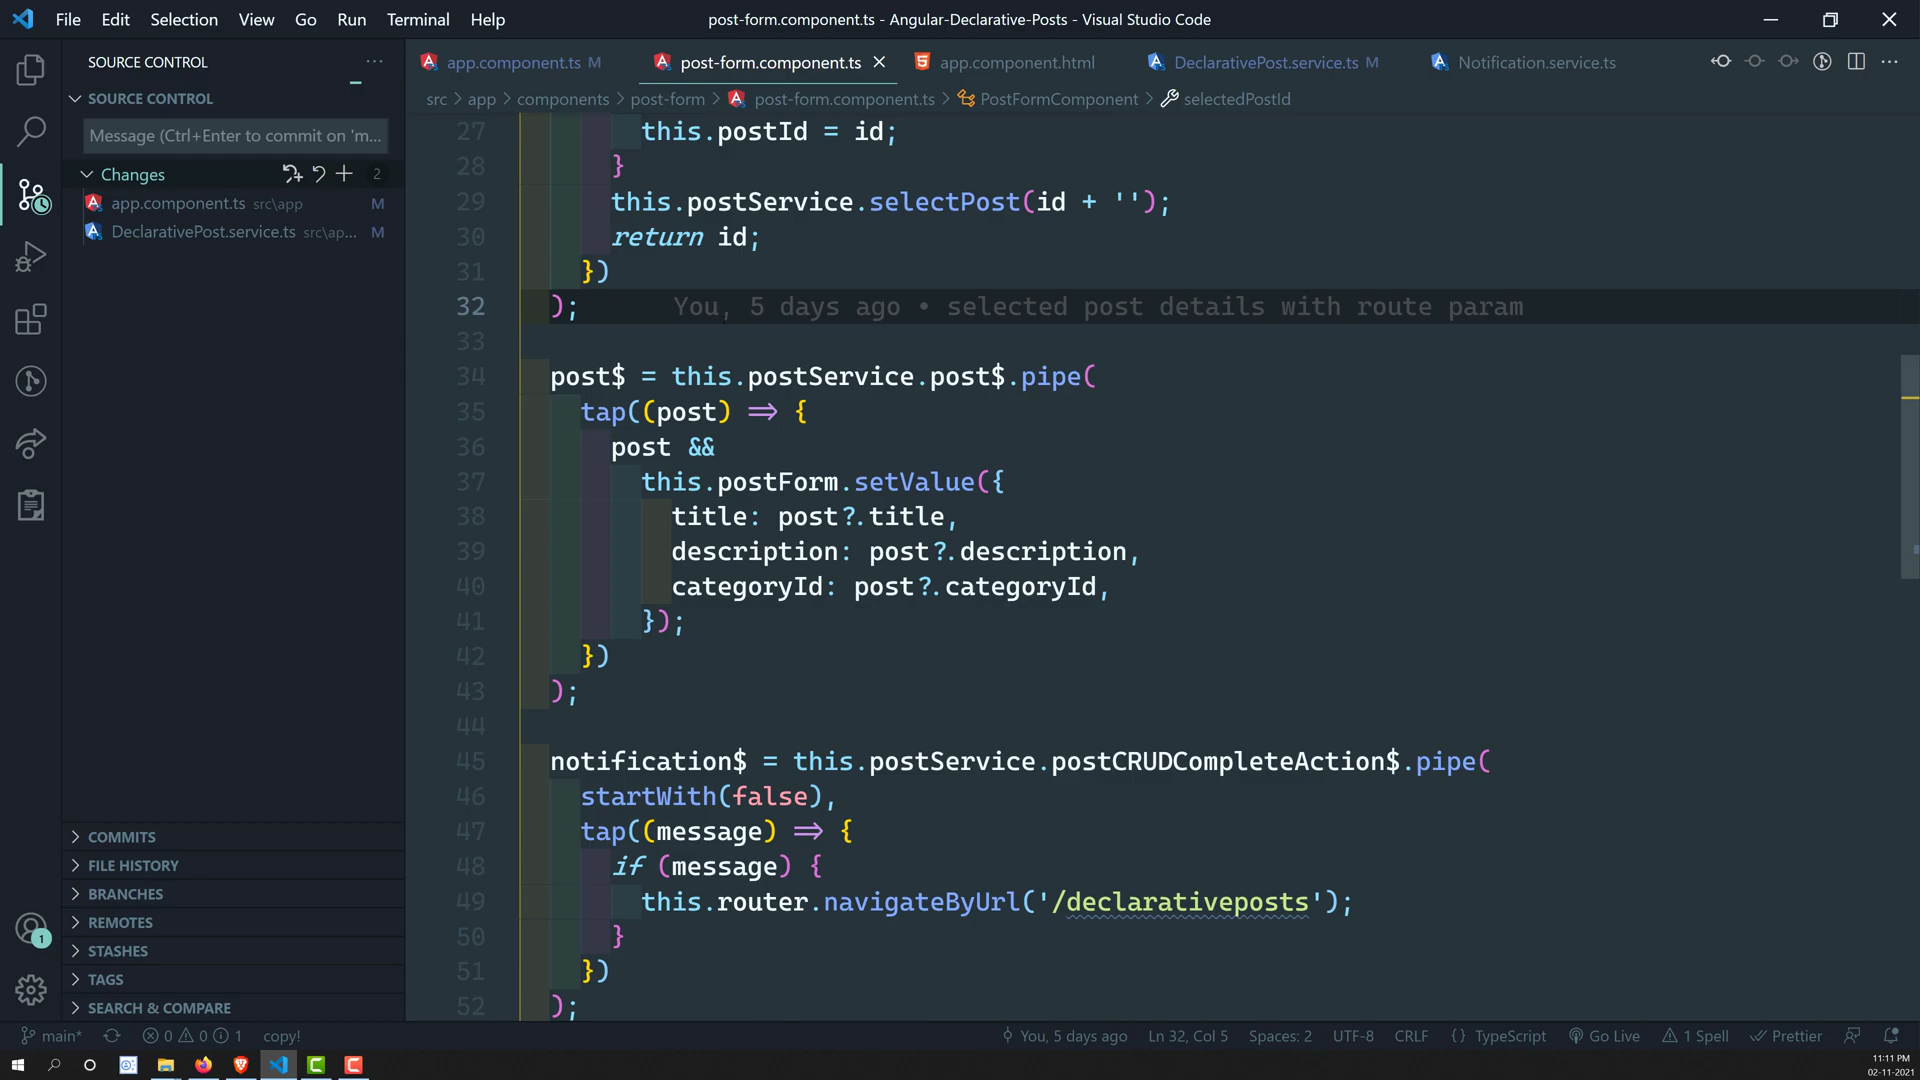 File Edit Selection View Go Run Terminal Help
post-form.component.ts - Angular-Declarative-Posts - Visual Studio Code
SOURCE CONTROL
app.component.ts M
post-form.component.ts
app.component.html
DeclarativePost.service.ts M
Notification.service.ts
SOURCE CONTROL
src > app > components > post-form > post-form.component.ts > PostFormComponent > selectedPostId
Message (Ctrl+Enter to commit on 'm...
Changes 2
app.component.ts src\app M
DeclarativePost.service.ts src\ap... M
27 this.postId = id;
28 }
29 this.postService.selectPost(id + '');
30 return id;
31 })
32 ); You, 5 days ago • selected post details with route param
33
34 post$ = this.postService.post$.pipe(
35 tap((post) => {
36 post &&
37 this.postForm.setValue({
38 title: post?.title,
39 description: post?.description,
40 categoryId: post?.categoryId,
41 });
42 })
43 );
44
45 notification$ = this.postService.postCRUDCompleteAction$.pipe(
46 startWith(false),
47 tap((message) => {
48 if (message) {
49 this.router.navigateByUrl('/declarativeposts');
50 }
51 })
52 );
COMMITS
FILE HISTORY
BRANCHES
REMOTES
STASHES
TAGS
SEARCH & COMPARE
1
main* 0 0 1 copy! You, 5 days ago Ln 32, Col 5 Spaces: 2 UTF-8 CRLF {} TypeScript Go Live 1 Spell Prettier
11:11 PM
02-11-2021